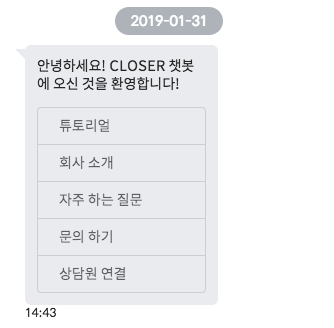 2019-01-31
안녕하세요! CLOSER 챗봇
에 오신 것을 환영합니다!
튜토리얼
회사 소개
자주 하는 질문
문의 하기
상담원 연결
14:43